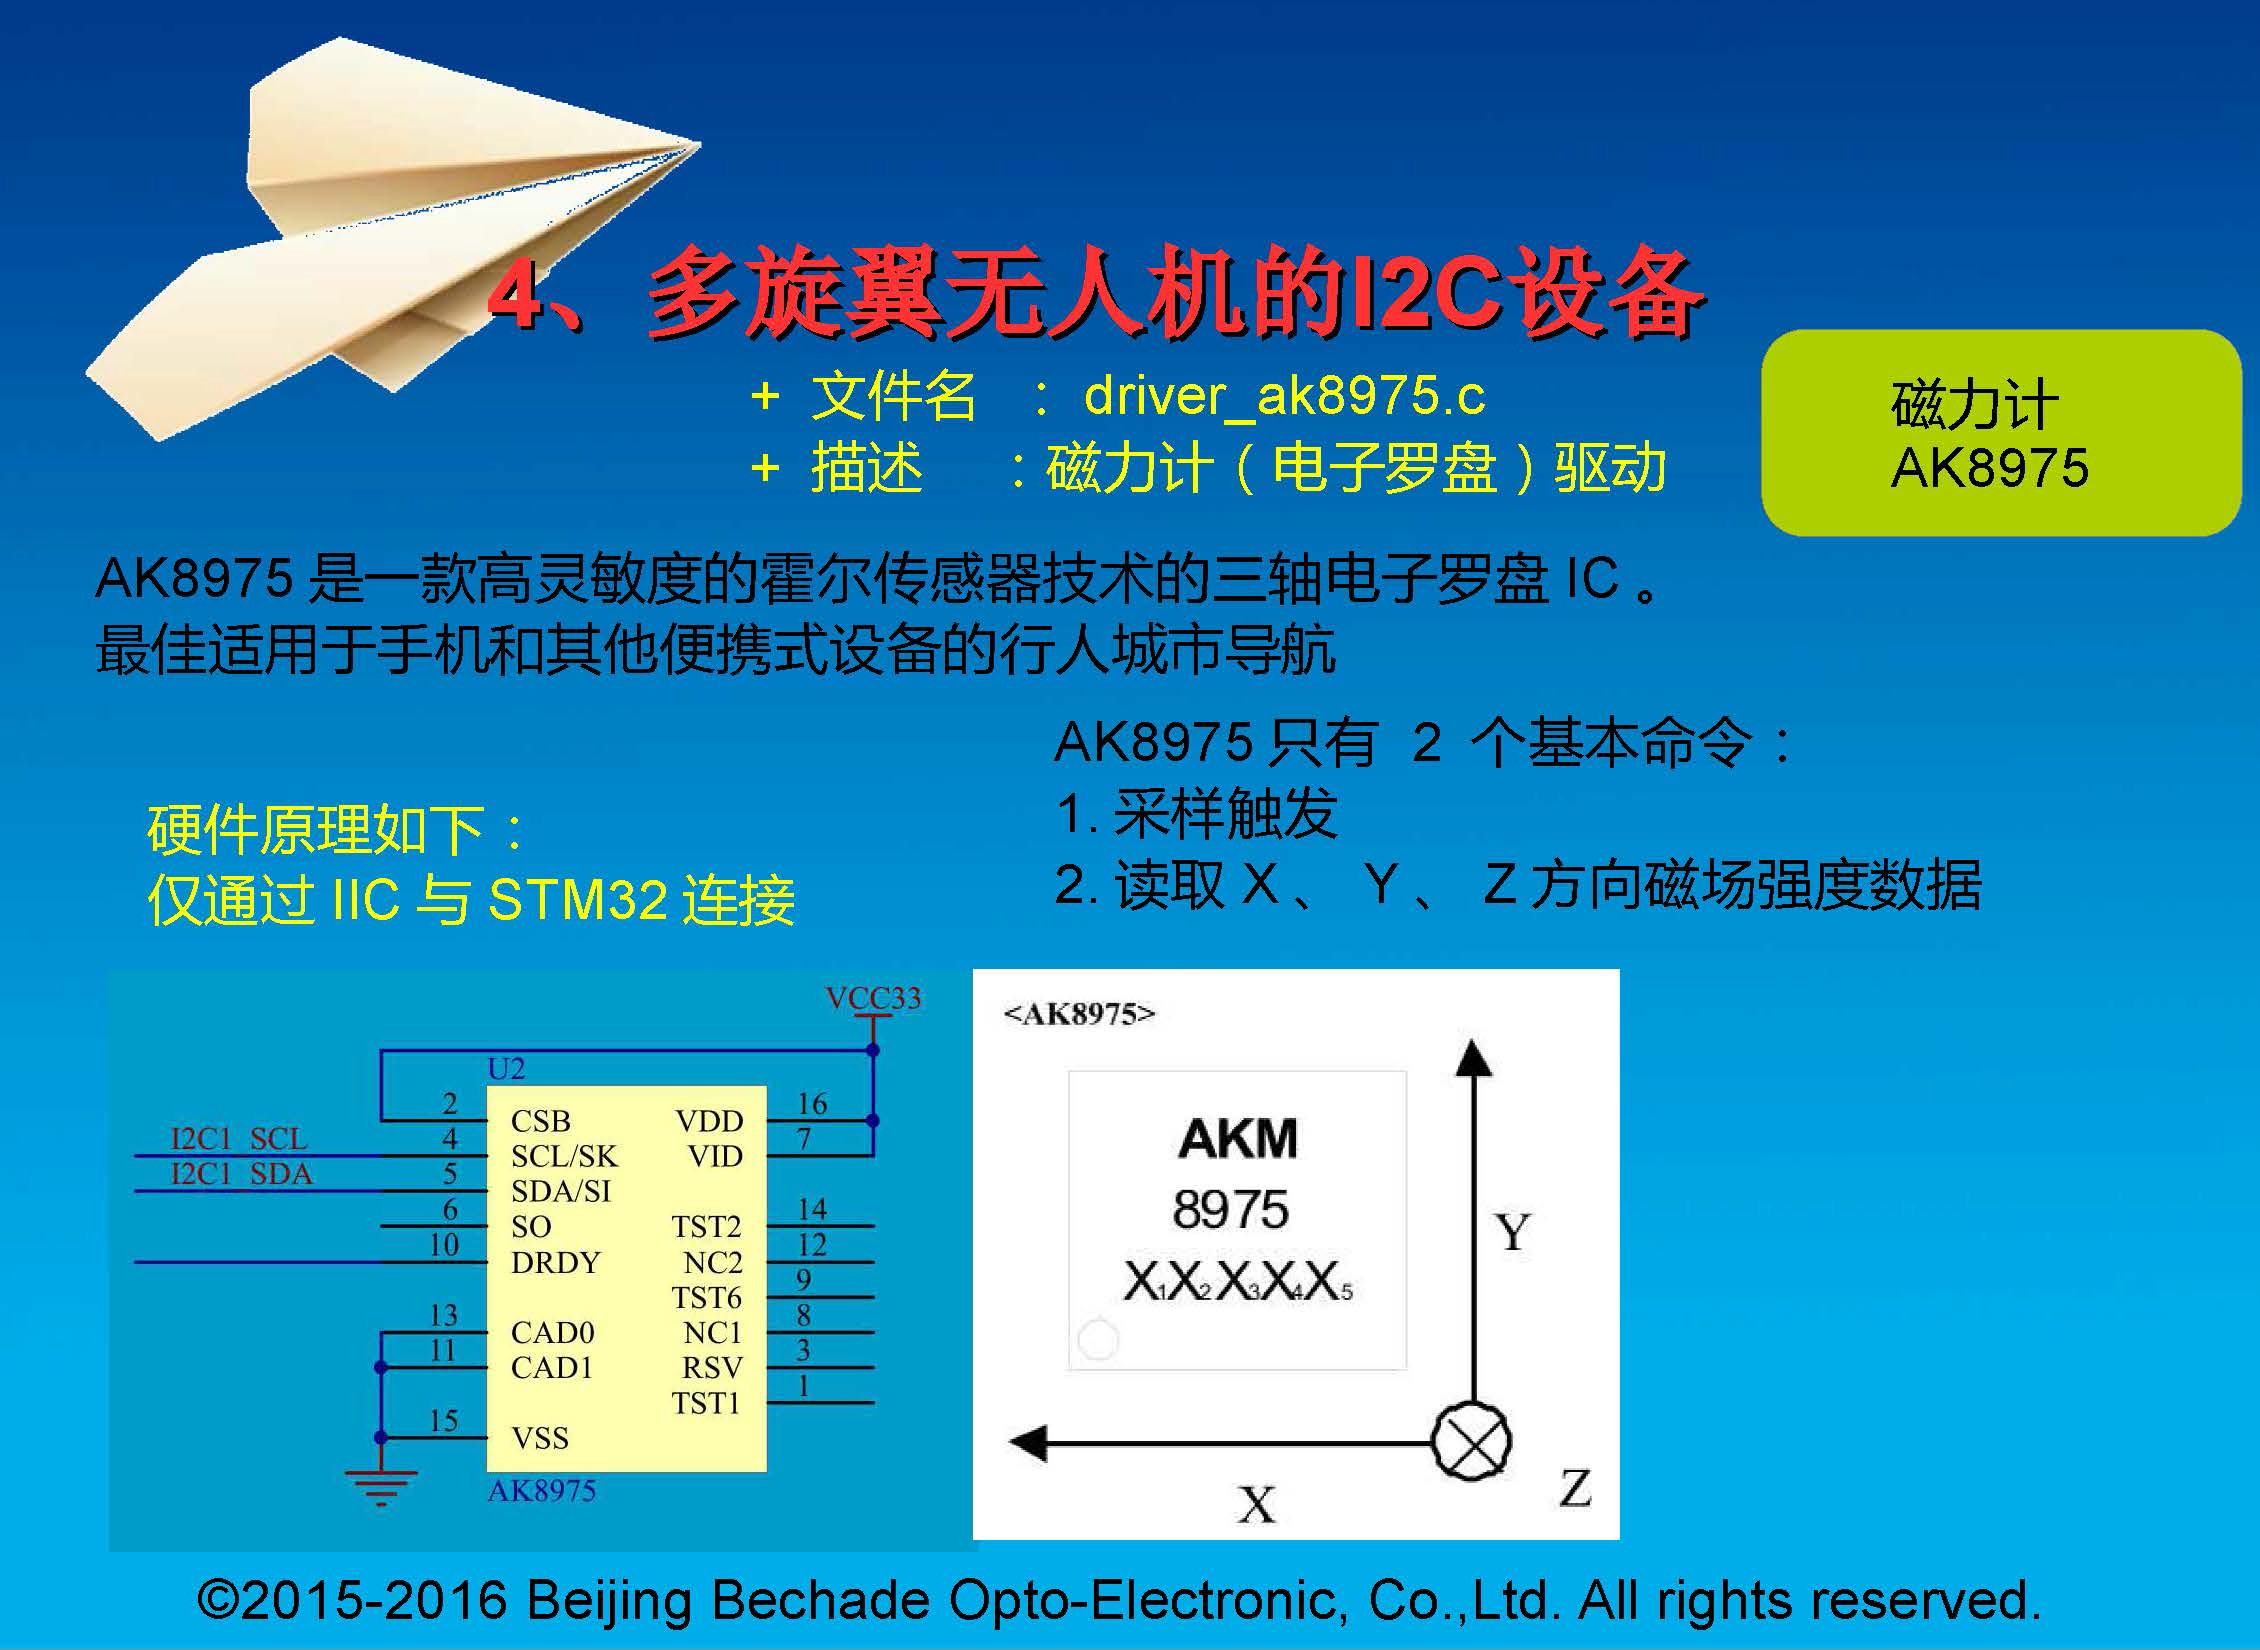 4、多旋翼无人机的I2C设备
+ 文件名 ：driver_ak8975.c
+ 描述 ：磁力计（电子罗盘）驱动
磁力计
AK8975
AK8975 是一款高灵敏度的霍尔传感器技术的三轴电子罗盘 IC 。
最佳适用于手机和其他便携式设备的行人城市导航
AK8975 只有 2 个基本命令：
1. 采样触发
2. 读取 X 、 Y 、 Z 方向磁场强度数据
硬件原理如下：
仅通过 IIC 与 STM32 连接
VCC33
U2
2 CSB VDD 16
I2C1_SCL 4 SCL/SK VID 7
I2C1_SDA 5 SDA/SI
6 SO TST2 14
10 DRDY NC2 12
TST6 9
13 CAD0 NC1 8
11 CAD1 RSV 3
TST1 1
15 VSS
AK8975
<AK8975>
AKM
8975
X1X2X3X4X5
Y
X
Z
©2015-2016 Beijing Bechade Opto-Electronic, Co.,Ltd. All rights reserved.